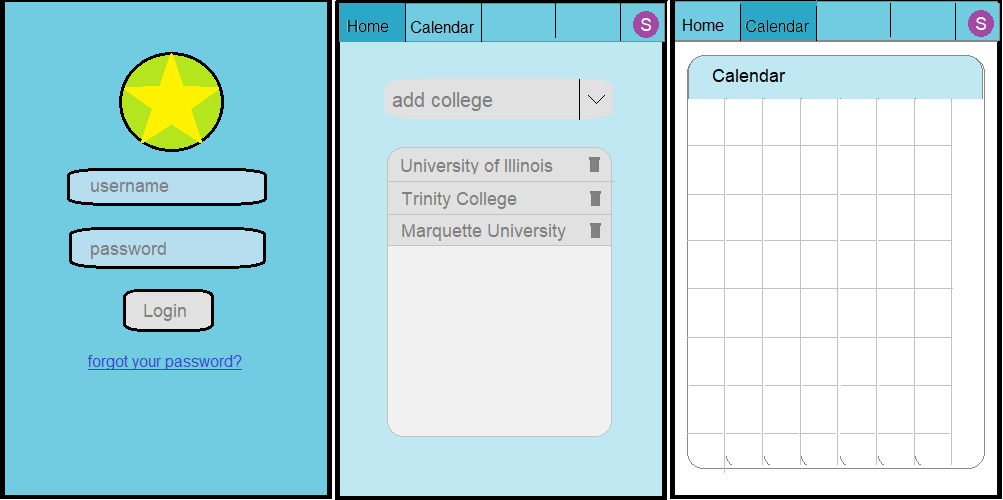 username
password
Login
forgot your password?
Home Calendar S
add college
University of Illinois
Trinity College
Marquette University
Home Calendar S
Calendar